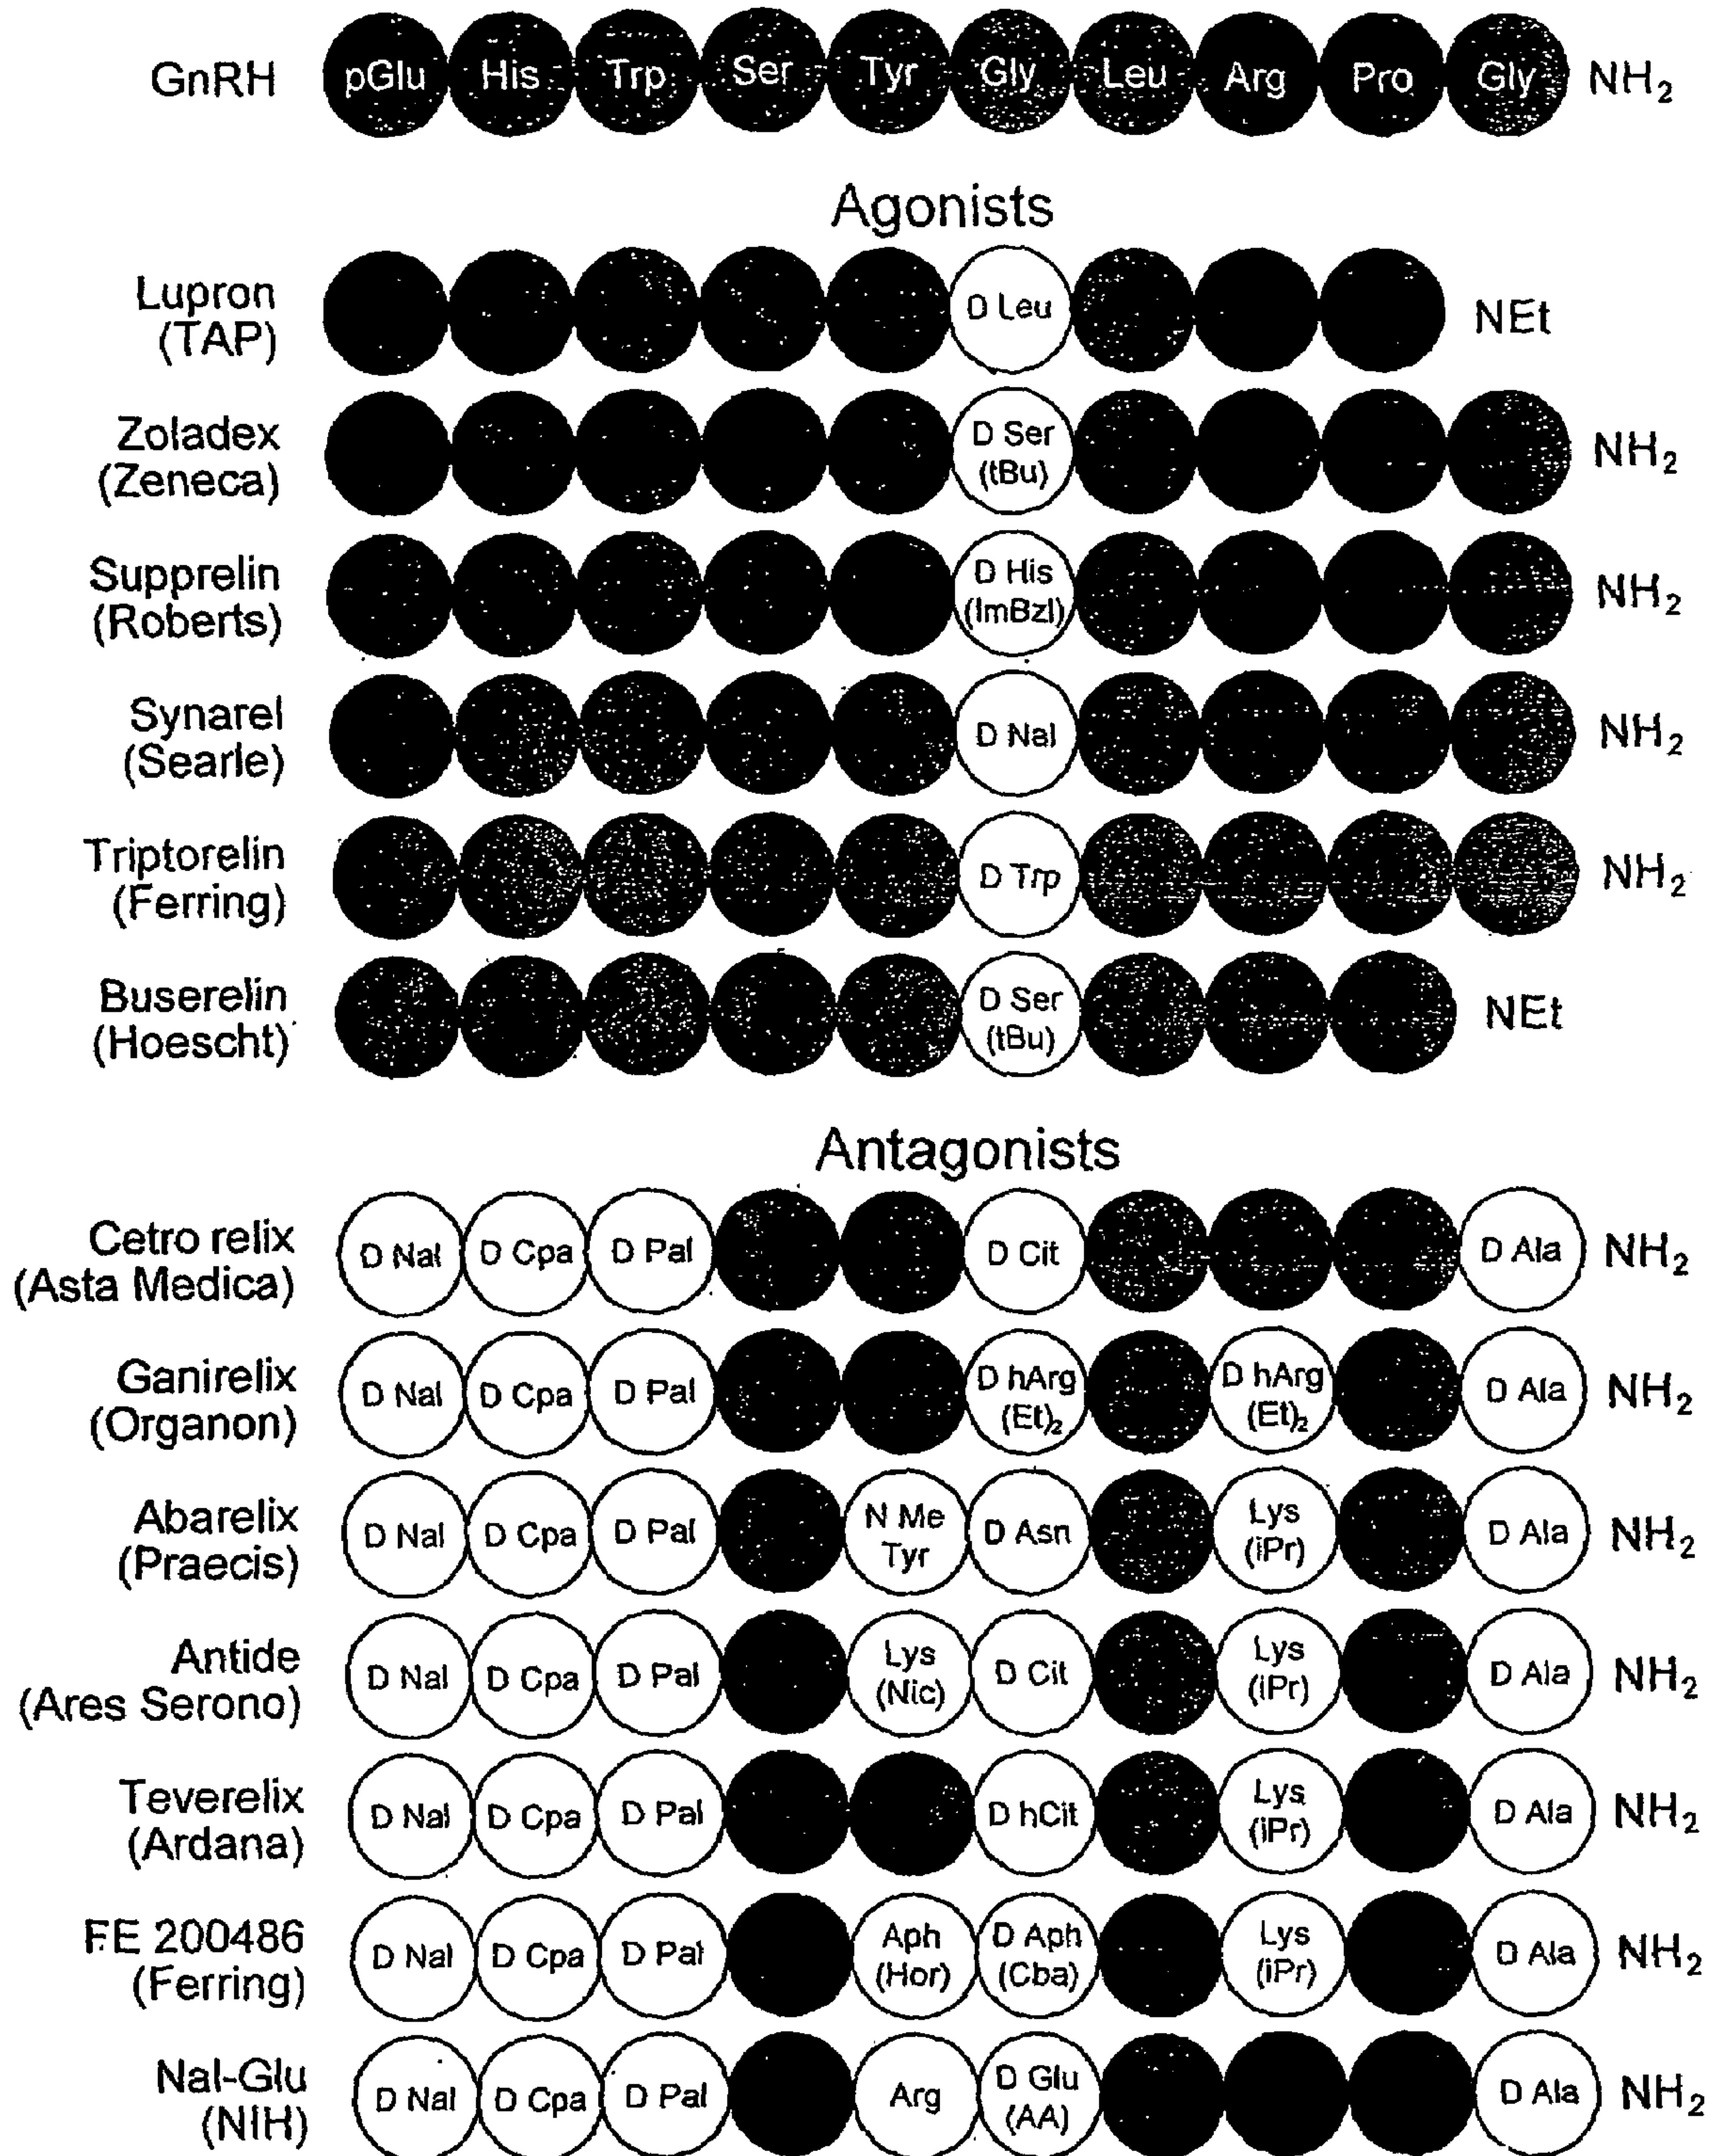 GnRH pGlu His Trp Ser Tyr Gly Leu Arg Pro Gly NH2
Agonists
Lupron
(TAP)
D Leu
NEt
Zoladex
(Zeneca)
D Ser
(tBu)
NH2
Supprelin
(Roberts)
D His
(ImBzl)
NH2
Synarel
(Searle)
D Nal
NH2
Triptorelin
(Ferring)
D Trp
NH2
Buserelin
(Hoescht)
D Ser
(tBu)
NEt
Antagonists
Cetro relix
(Asta Medica)
D Nal D Cpa D Pal D Cit D Ala NH2
Ganirelix
(Organon)
D Nal D Cpa D Pal
D hArg
(Et)2
D hArg
(Et)2
D Ala NH2
Abarelix
(Praecis)
D Nal D Cpa D Pal
N Me
Tyr
D Asn
Lys
(iPr)
D Ala NH2
Antide
(Ares Serono)
D Nal D Cpa D Pal
Lys
(Nic)
D Cit
Lys
(iPr)
D Ala NH2
Teverelix
(Ardana)
D Nal D Cpa D Pal D hCit
Lys
(iPr)
D Ala NH2
FE 200486
(Ferring)
D Nal D Cpa D Pal
Aph
(Hor)
D Aph
(Cba)
Lys
(iPr)
D Ala NH2
Nal-Glu
(NIH)
D Nal D Cpa D Pal Arg
D Glu
(AA)
D Ala NH2